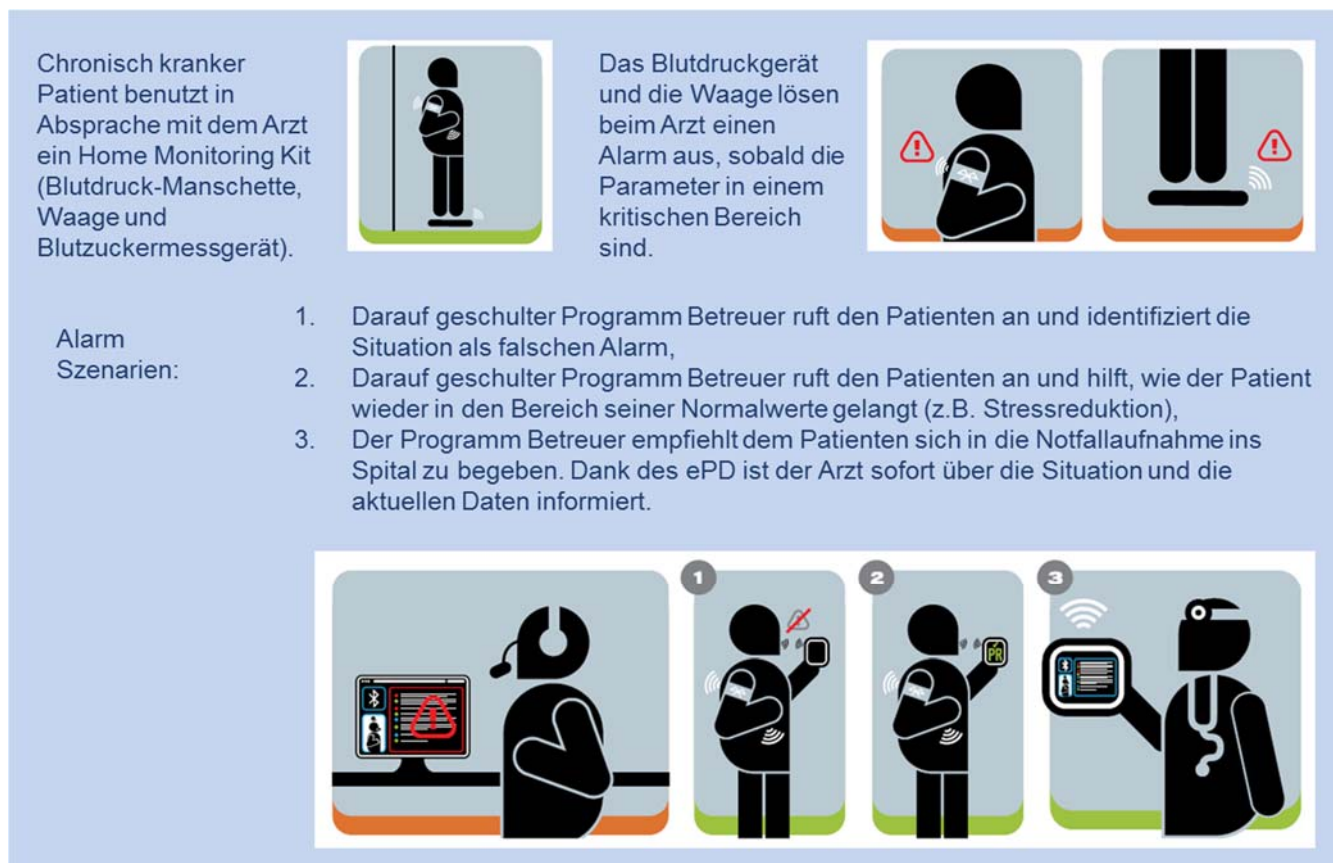 Chronisch kranker
Patient benutzt in
Absprache mit dem Arzt
ein Home Monitoring Kit
(Blutdruck-Manschette,
Waage und
Blutzuckermessgerät).
Das Blutdruckgerät
und die Waage lösen
beim Arzt einen
Alarm aus, sobald die
Parameter in einem
kritischen Bereich
sind.
Alarm
Szenarien:
1. Darauf geschulter Programm Betreuer ruft den Patienten an und identifiziert die
Situation als falschen Alarm,
2. Darauf geschulter Programm Betreuer ruft den Patienten an und hilft, wie der Patient
wieder in den Bereich seiner Normalwerte gelangt (z.B. Stressreduktion),
3. Der Programm Betreuer empfiehlt dem Patienten sich in die Notfallaufnahme ins
Spital zu begeben. Dank des ePD ist der Arzt sofort über die Situation und die
aktuellen Daten informiert.
1
2
3
PR